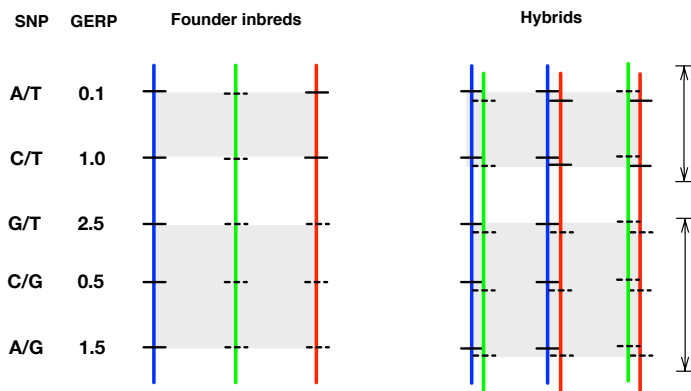 SNP GERP Founder inbreds Hybrids
A/T 0.1
C/T 1.0
G/T 2.5
C/G 0.5
A/G 1.5